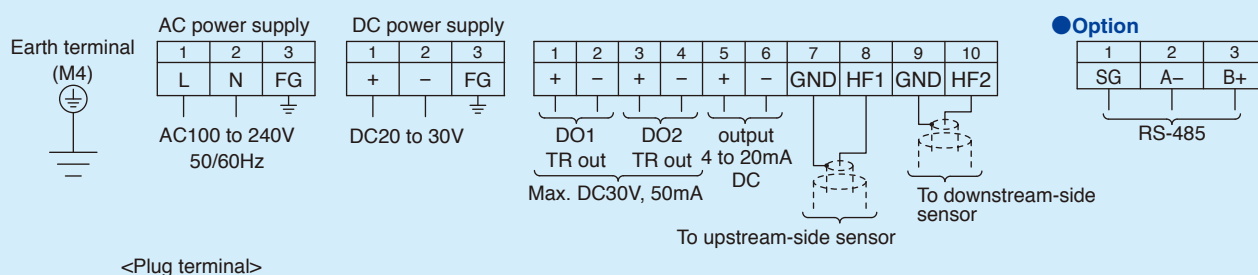 AC power supply
DC power supply
●Option
Earth terminal
(M4)
1 2 3
L N FG
AC100 to 240V
50/60Hz
1 2 3
+ − FG
DC20 to 30V
1 2 3 4 5 6 7 8 9 10
+ − + − + − GND HF1 GND HF2
DO1
TR out
DO2
TR out
Max. DC30V, 50mA
output
4 to 20mA
DC
To upstream-side sensor
To downstream-side
sensor
1 2 3
SG A− B+
RS-485
<Plug terminal>